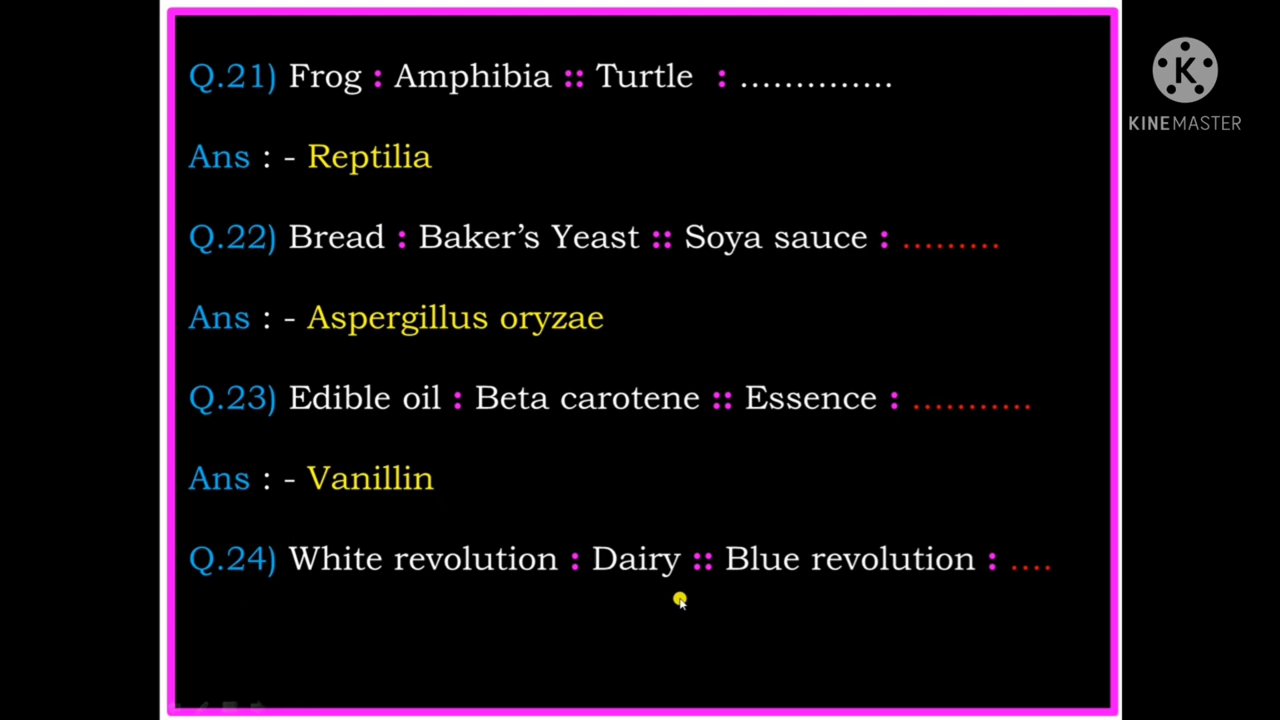 Q.21) Frog : Amphibia :: Turtle : ..............
K
KINEMASTER
Ans : - Reptilia
Q.22) Bread : Baker’s Yeast :: Soya sauce : .........
Ans : - Aspergillus oryzae
Q.23) Edible oil : Beta carotene :: Essence : ...........
Ans : - Vanillin
Q.24) White revolution : Dairy :: Blue revolution : ....